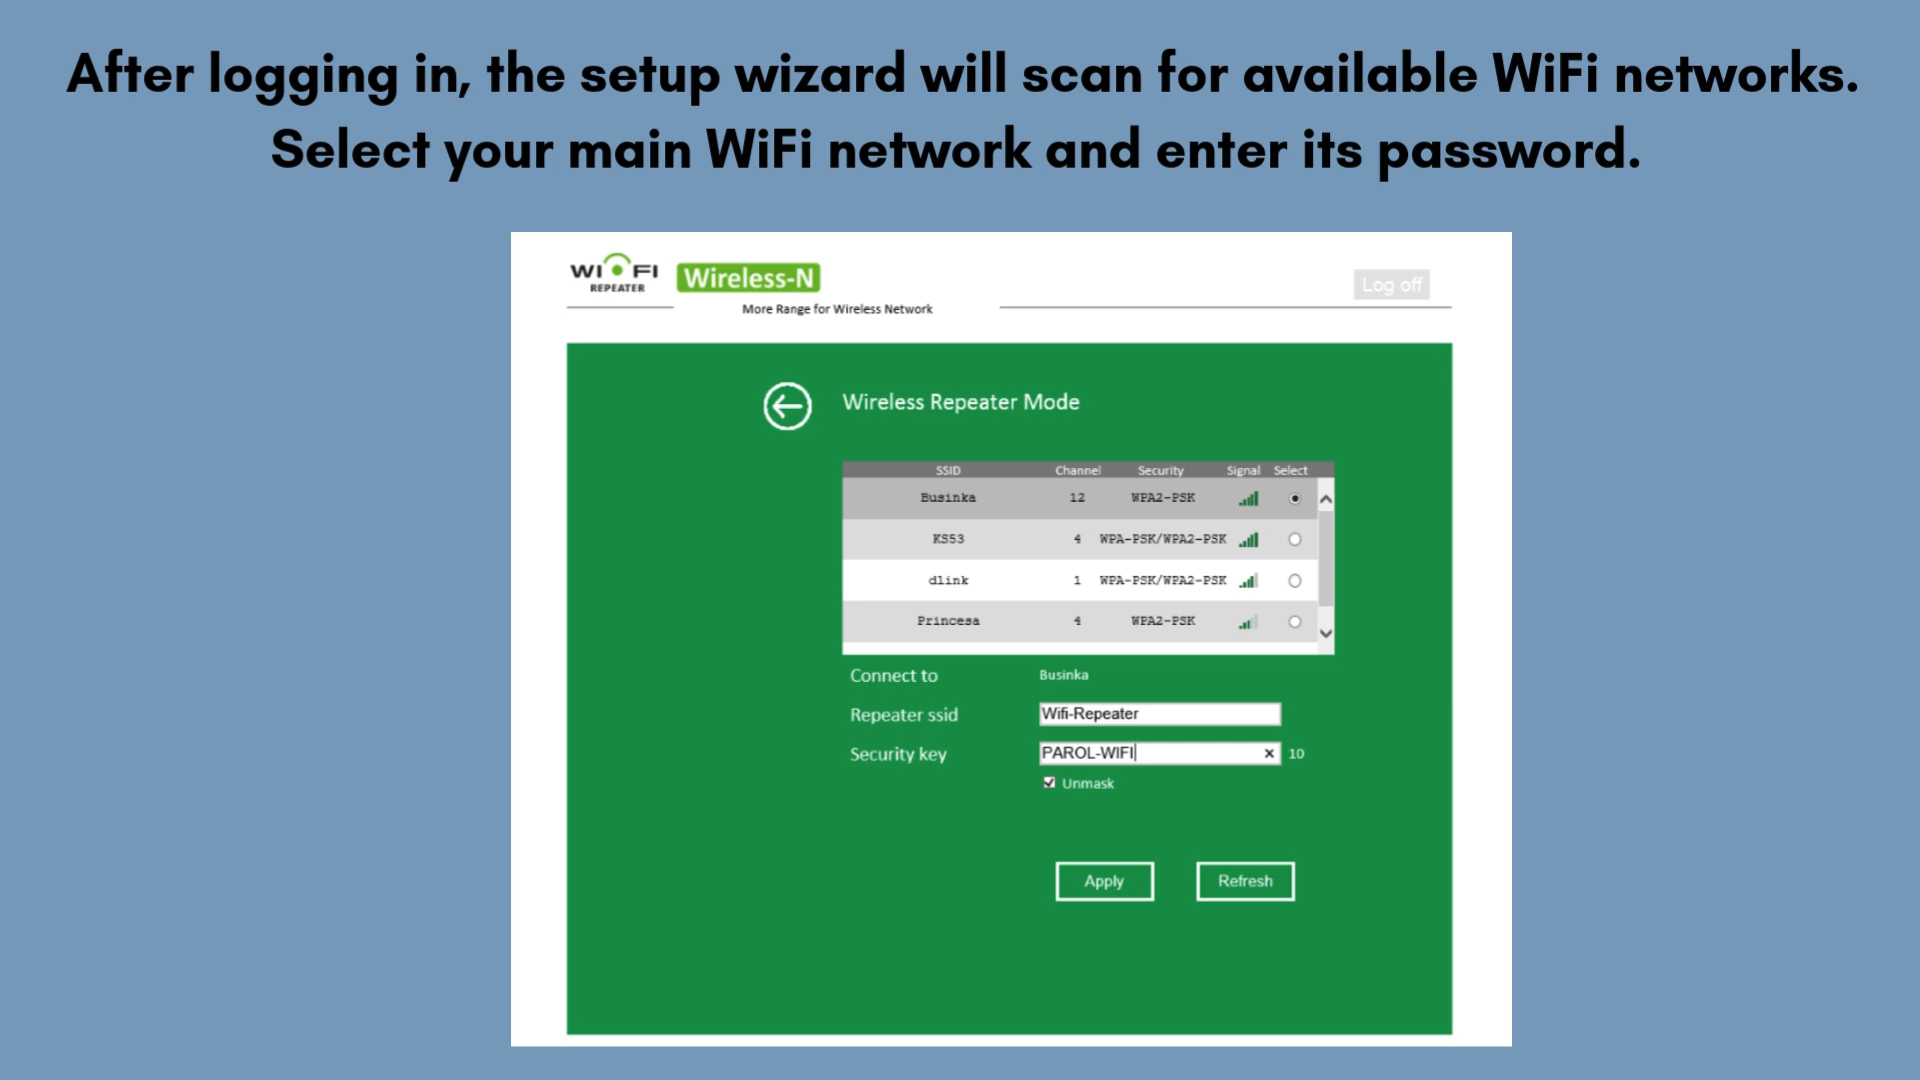 After logging in, the setup wizard will scan for available WiFi networks.
Select your main WiFi network and enter its password.
WI FI
REPEATER
Wireless-N
Log off
More Range for Wireless Network
Wireless Repeater Mode
SSID Channel Security Signal Select
Businka 12 WPA2-PSK
KS53 4 WPA-PSK/WPA2-PSK
dlink 1 WPA-PSK/WPA2-PSK
Princesa 4 WPA2-PSK
Connect to Businka
Repeater ssid Wifi-Repeater
Security key PAROL-WIFI 10
Unmask
Apply Refresh